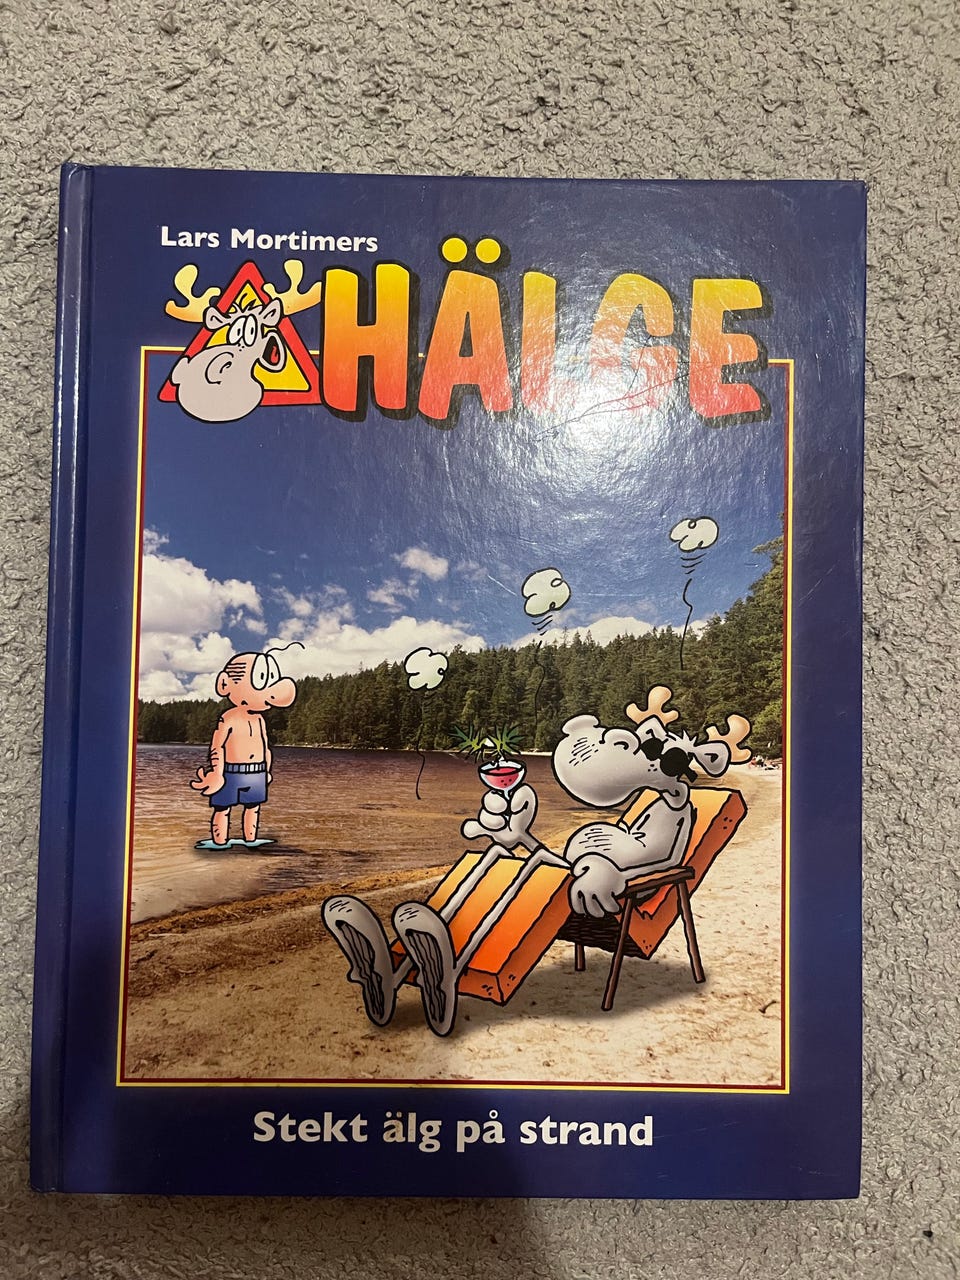 Lars Mortimers
HÄLGE
Stekt älg på strand